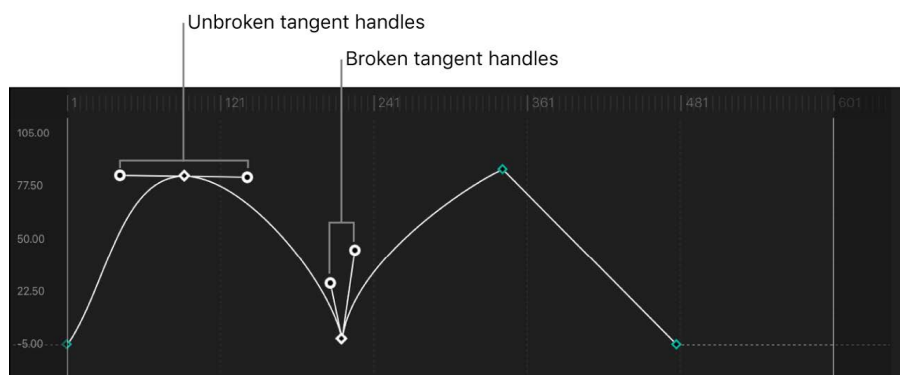 Unbroken tangent handles
Broken tangent handles
1 121 241 361 481 601
105.00
77.50
50.00
22.50
-5.00